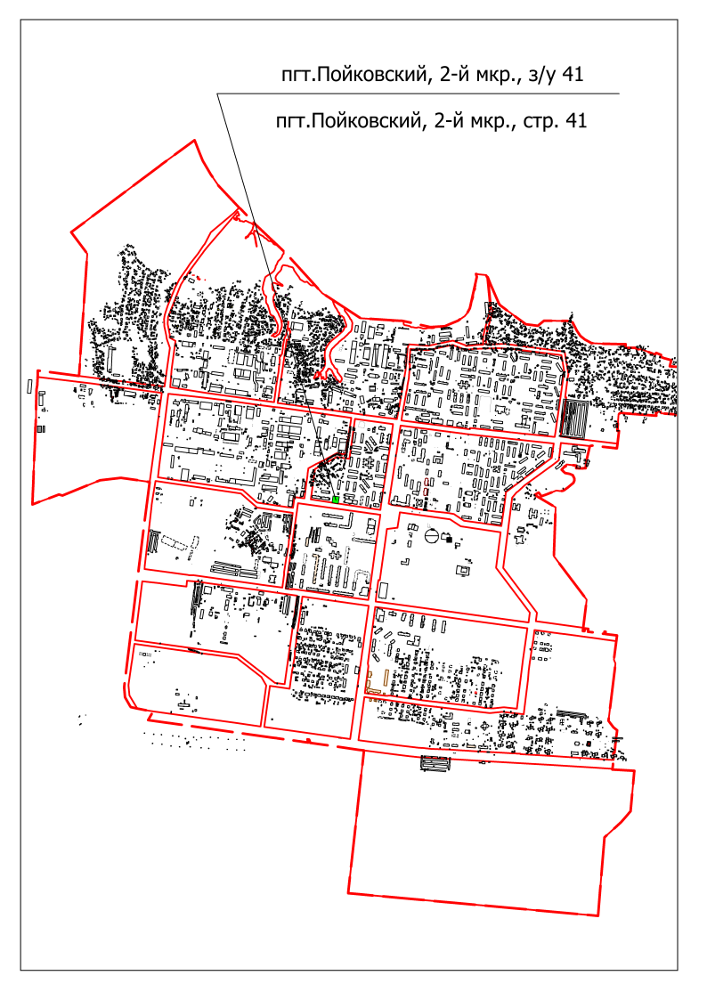 пгт.Пойковский, 2-й мкр., з/у 41
пгт.Пойковский, 2-й мкр., стр. 41